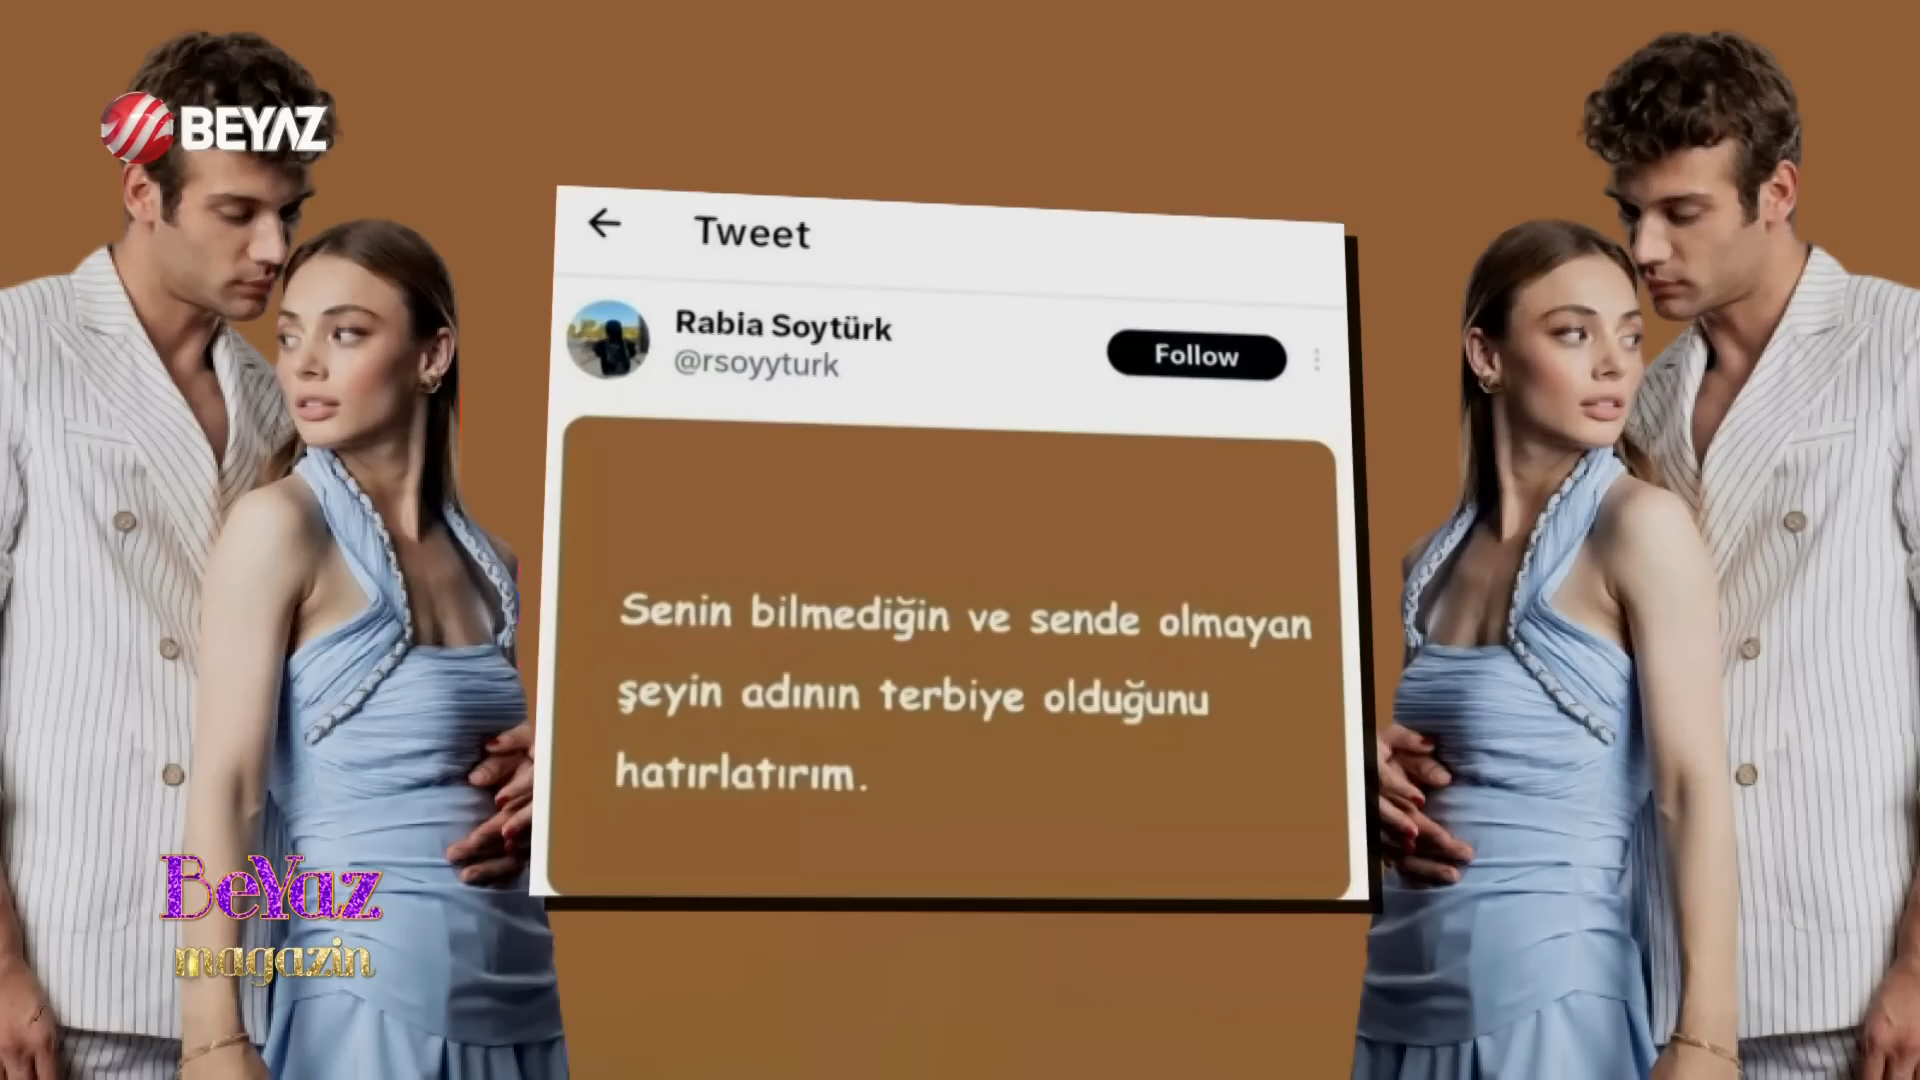 BEYAZ
Tweet
Rabia Soytürk
@rsoyyturk
Follow
Senin bilmediğin ve sende olmayan
şeyin adının terbiye olduğunu
hatırlatırım.
BeYaz
magazin